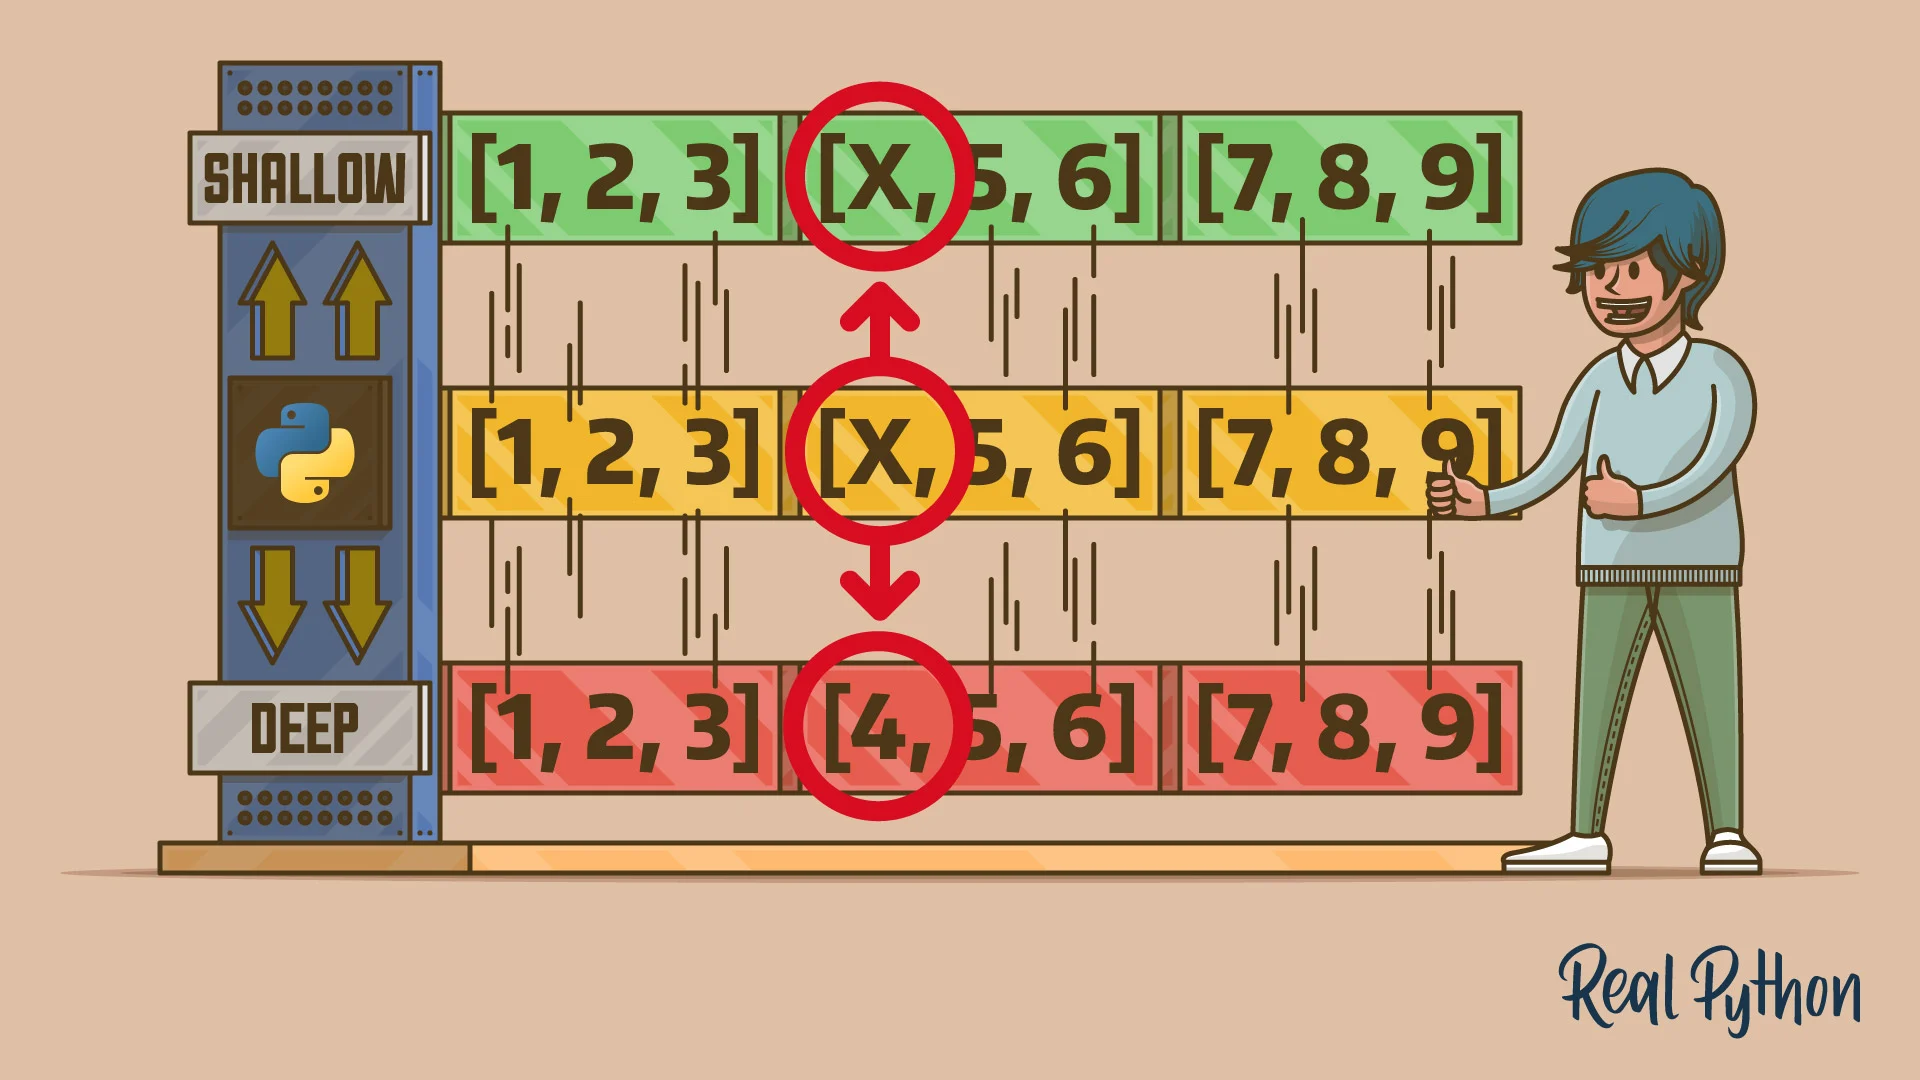 SHALLOW [1, 2, 3] [X, 5, 6] [7, 8, 9]
[1, 2, 3] [X, 5, 6] [7, 8, 9]
DEEP [1, 2, 3] [4, 5, 6] [7, 8, 9]
Real Python